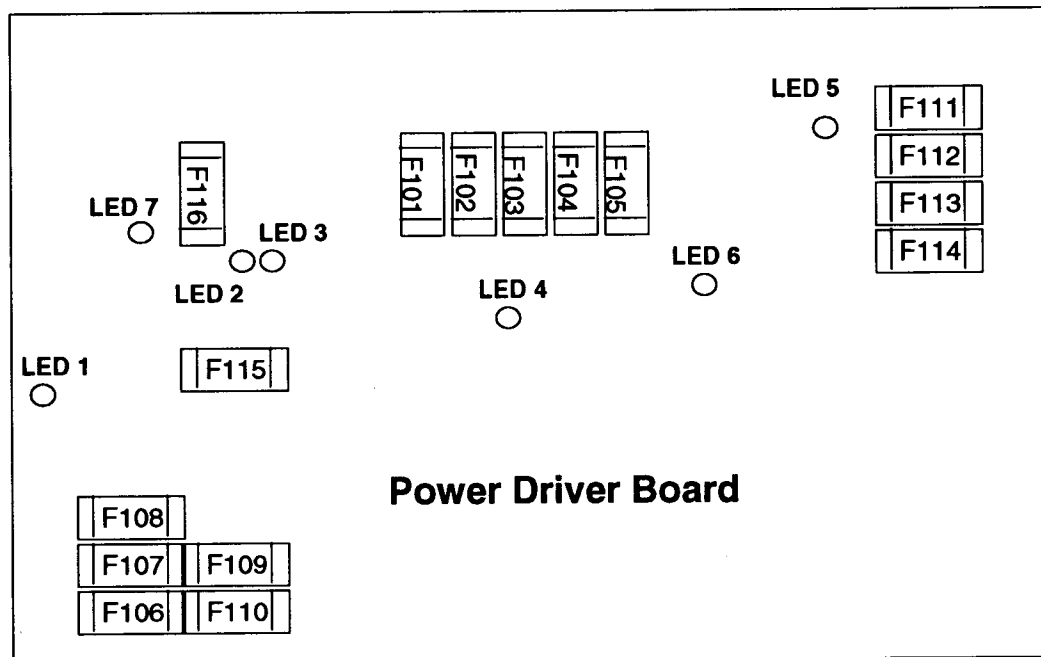 LED 5
F111
F112
F113
F114
F101
F102
F103
F104
F105
F116
LED 7
LED 3
LED 2
LED 4
LED 6
LED 1
F115
Power Driver Board
F108
F107
F109
F106
F110